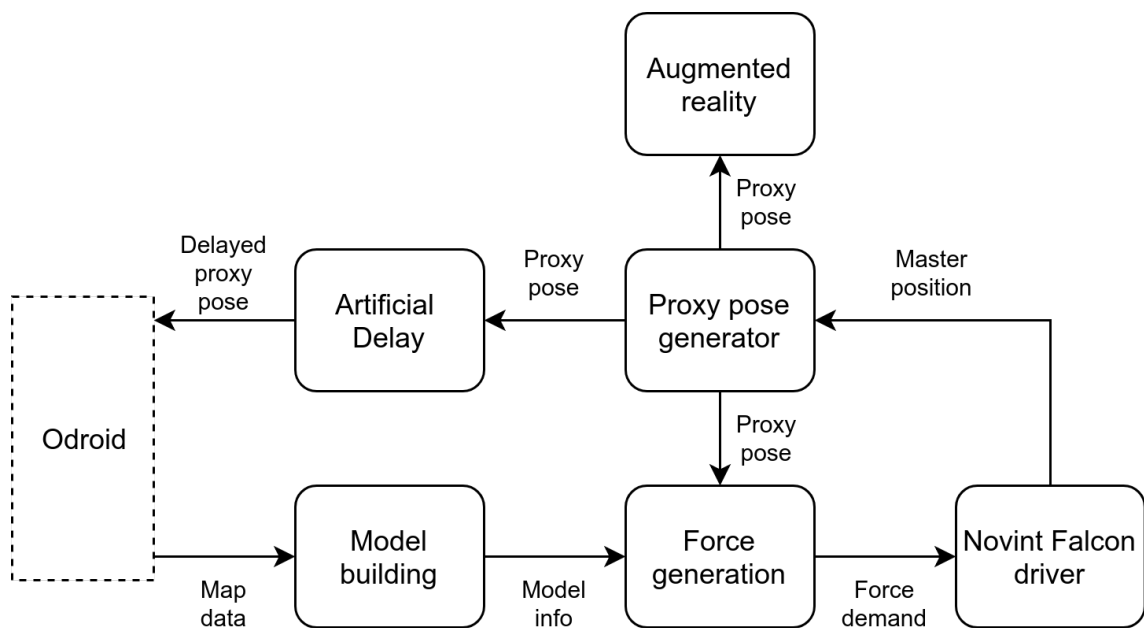 Augmented
reality
Proxy
pose
Delayed
proxy
pose
Artificial
Delay
Proxy
pose
Proxy pose
generator
Master
position
Odroid
Proxy
pose
Model
building
Force
generation
Novint Falcon
driver
Map
data
Model
info
Force
demand